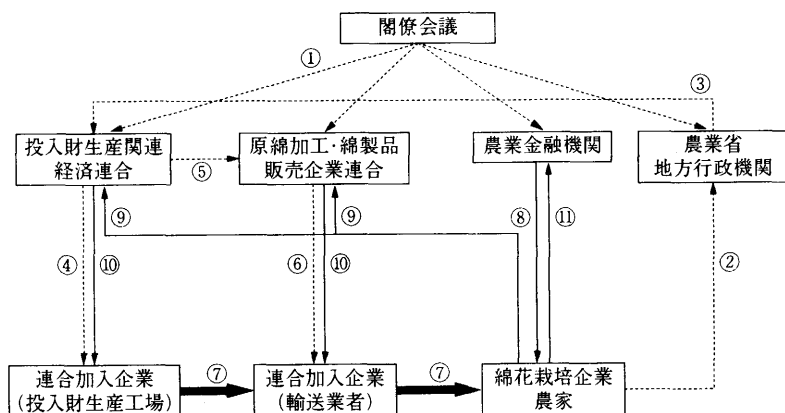 閣僚会議
①
③
投入財生産関連
経済連合
⑤
原綿加工·綿製品
販売企業連合
農業金融機関
農業省
地方行政機関
⑨
⑨
⑧
⑪
④
⑩
⑥
⑩
②
連合加入企業
(投入財生産工場)
⑦
連合加入企業
(輸送業者)
⑦
綿花栽培企業
農家